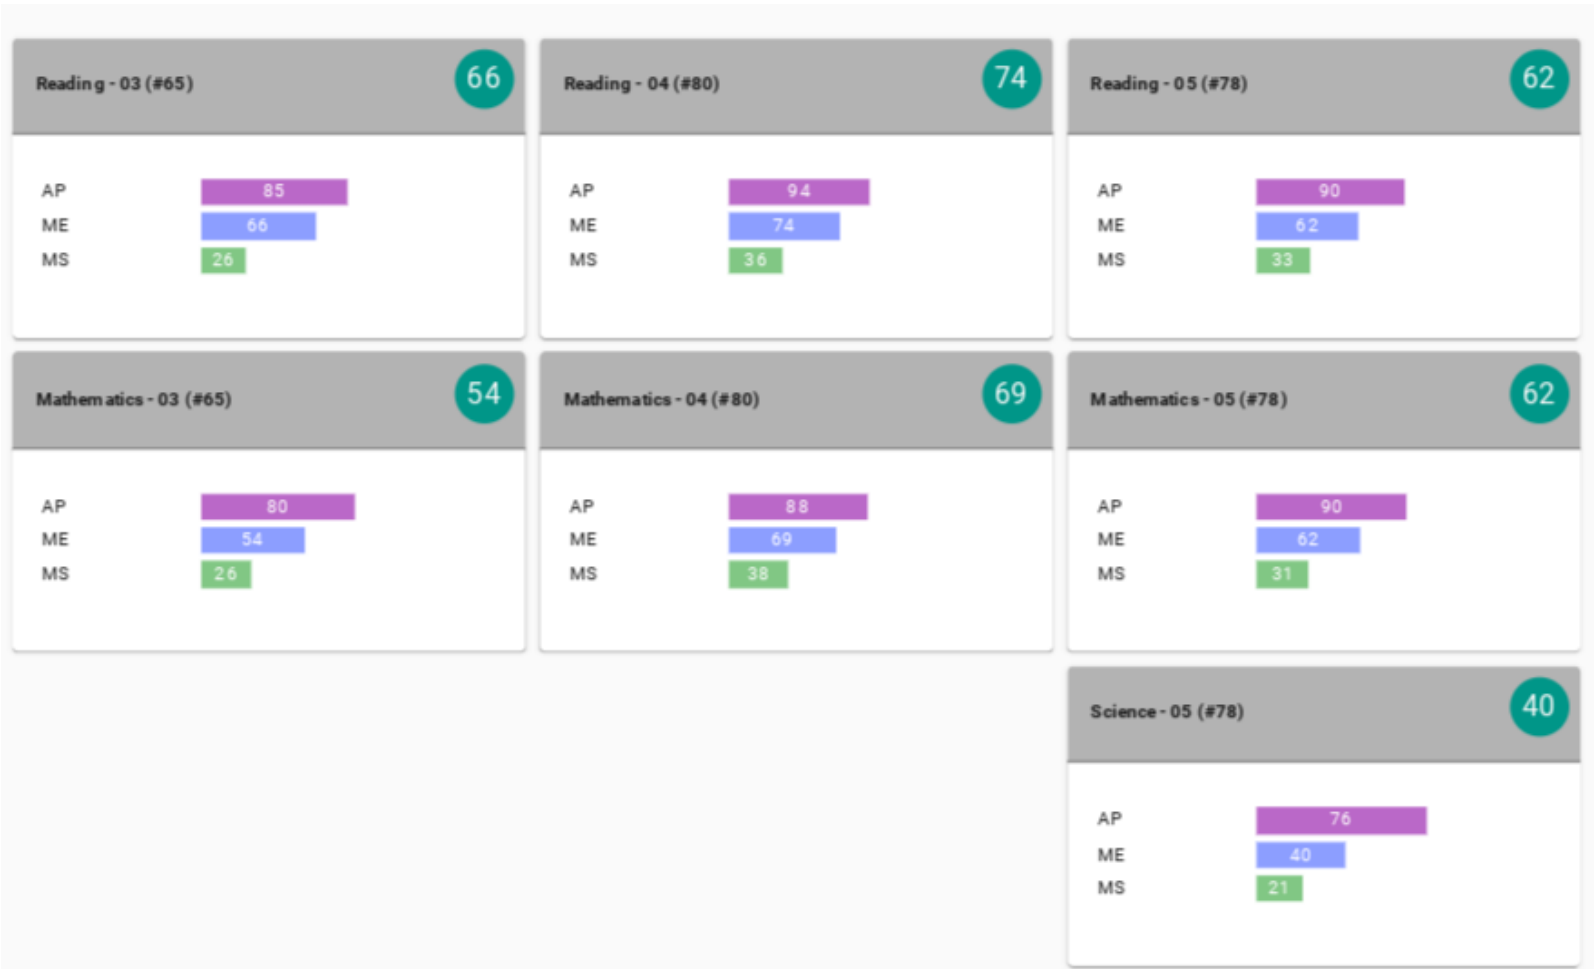 Reading - 03 (#65) 66
AP 85
ME 66
MS 26
Reading - 04 (#80) 74
AP 94
ME 74
MS 36
Reading - 05 (#78) 62
AP 90
ME 62
MS 33
Mathematics - 03 (#65) 54
AP 80
ME 54
MS 26
Mathematics - 04 (#80) 69
AP 88
ME 69
MS 38
Mathematics - 05 (#78) 62
AP 90
ME 62
MS 31
Science - 05 (#78) 40
AP 76
ME 40
MS 21